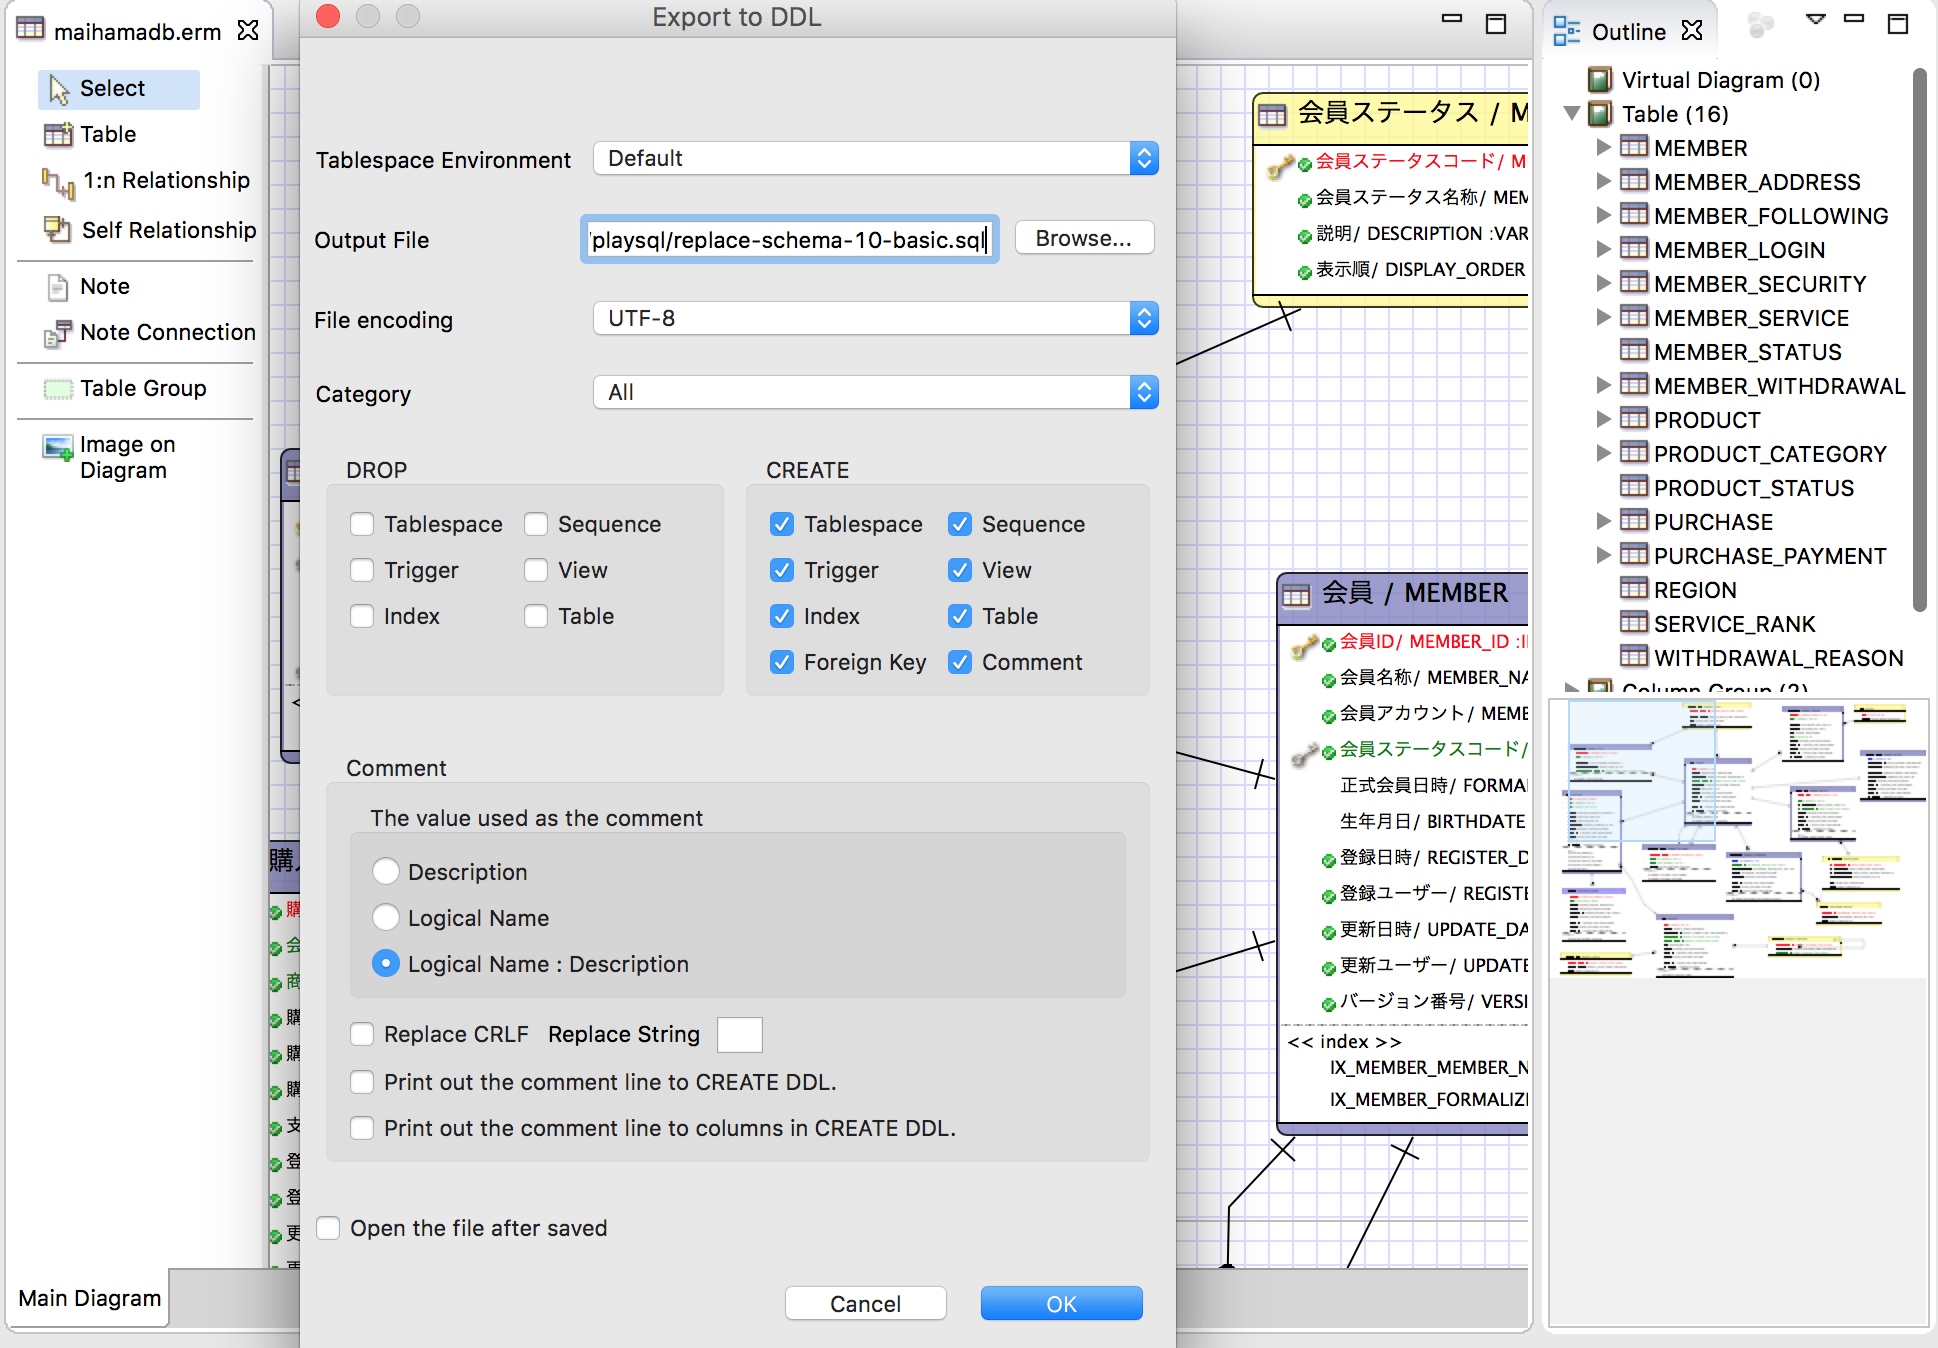 maihamadb.erm
Select
Table
1:n Relationship
Self Relationship
Note
Note Connection
Table Group
Image on
Diagram
Main Diagram
Export to DDL
Tablespace Environment
Default
Output File
playsql/replace-schema-10-basic.sql
Browse...
File encoding
UTF-8
Category
All
DROP
Tablespace
Sequence
Trigger
View
Index
Table
CREATE
Tablespace
Sequence
Trigger
View
Index
Table
Foreign Key
Comment
Comment
The value used as the comment
Description
Logical Name
Logical Name : Description
Replace CRLF
Replace String
Print out the comment line to CREATE DDL.
Print out the comment line to columns in CREATE DDL.
Open the file after saved
Cancel
OK
購
会
商
購
購
購
支
登
登
更
会員ステータス / M
会員ステータスコード/ M
会員ステータス名称/ MEM
説明/ DESCRIPTION :VAR
表示順/ DISPLAY_ORDER
会員 / MEMBER
会員ID/ MEMBER_ID :I
会員名称/ MEMBER_NA
会員アカウント/ MEME
会員ステータスコード/
正式会員日時/ FORMA
生年月日/ BIRTHDATE
登録日時/ REGISTER_D
登録ユーザー/ REGISTE
更新日時/ UPDATE_DA
更新ユーザー/ UPDATE
バージョン番号/ VERSI
<< index >>
IX_MEMBER_MEMBER_N
IX_MEMBER_FORMALIZI
Outline
Virtual Diagram (0)
Table (16)
MEMBER
MEMBER_ADDRESS
MEMBER_FOLLOWING
MEMBER_LOGIN
MEMBER_SECURITY
MEMBER_SERVICE
MEMBER_STATUS
MEMBER_WITHDRAWAL
PRODUCT
PRODUCT_CATEGORY
PRODUCT_STATUS
PURCHASE
PURCHASE_PAYMENT
REGION
SERVICE_RANK
WITHDRAWAL_REASON
Column Group (2)